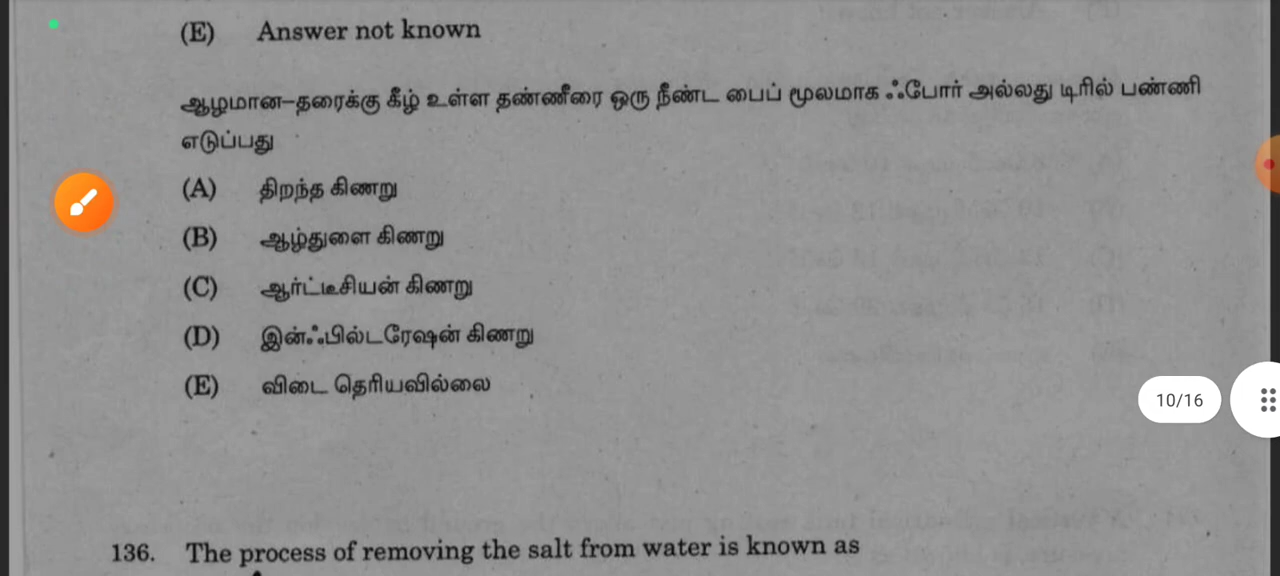 (E) Answer not known
ஆழமான–தரைக்கு கீழ் உள்ள தண்ணீரை ஒரு நீண்ட பைப் மூலமாக ஃபோர் அல்லது டிரில் பண்ணி
எடுப்பது
(A) திறந்த கிணறு
(B) ஆழ்துளை கிணறு
(C) ஆர்ட்டீசியன் கிணறு
(D) இன்ஃபில்டரேஷன் கிணறு
(E) விடை தெரியவில்லை
10/16
136. The process of removing the salt from water is known as